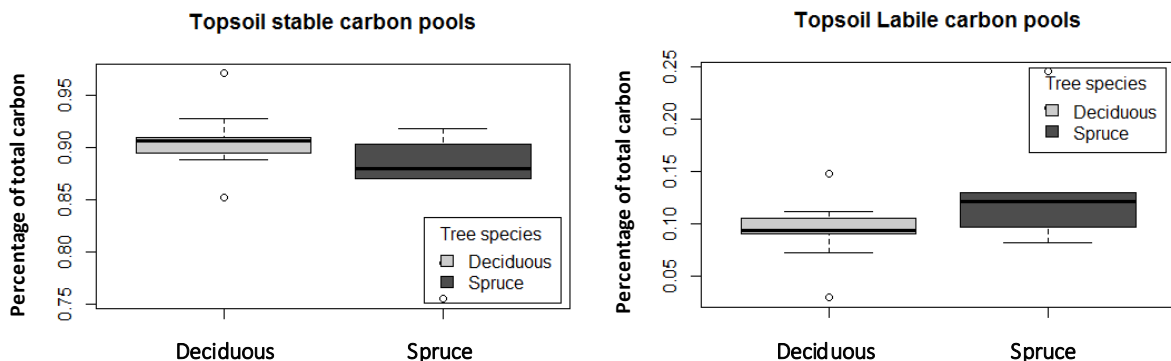 Topsoil stable carbon pools
Percentage of total carbon
0.95
0.90
0.85
0.80
0.75
Tree species
Deciduous
Spruce
Deciduous Spruce
Topsoil Labile carbon pools
Percentage of total carbon
0.25
0.20
0.15
0.10
0.05
Tree species
Deciduous
Spruce
Deciduous Spruce